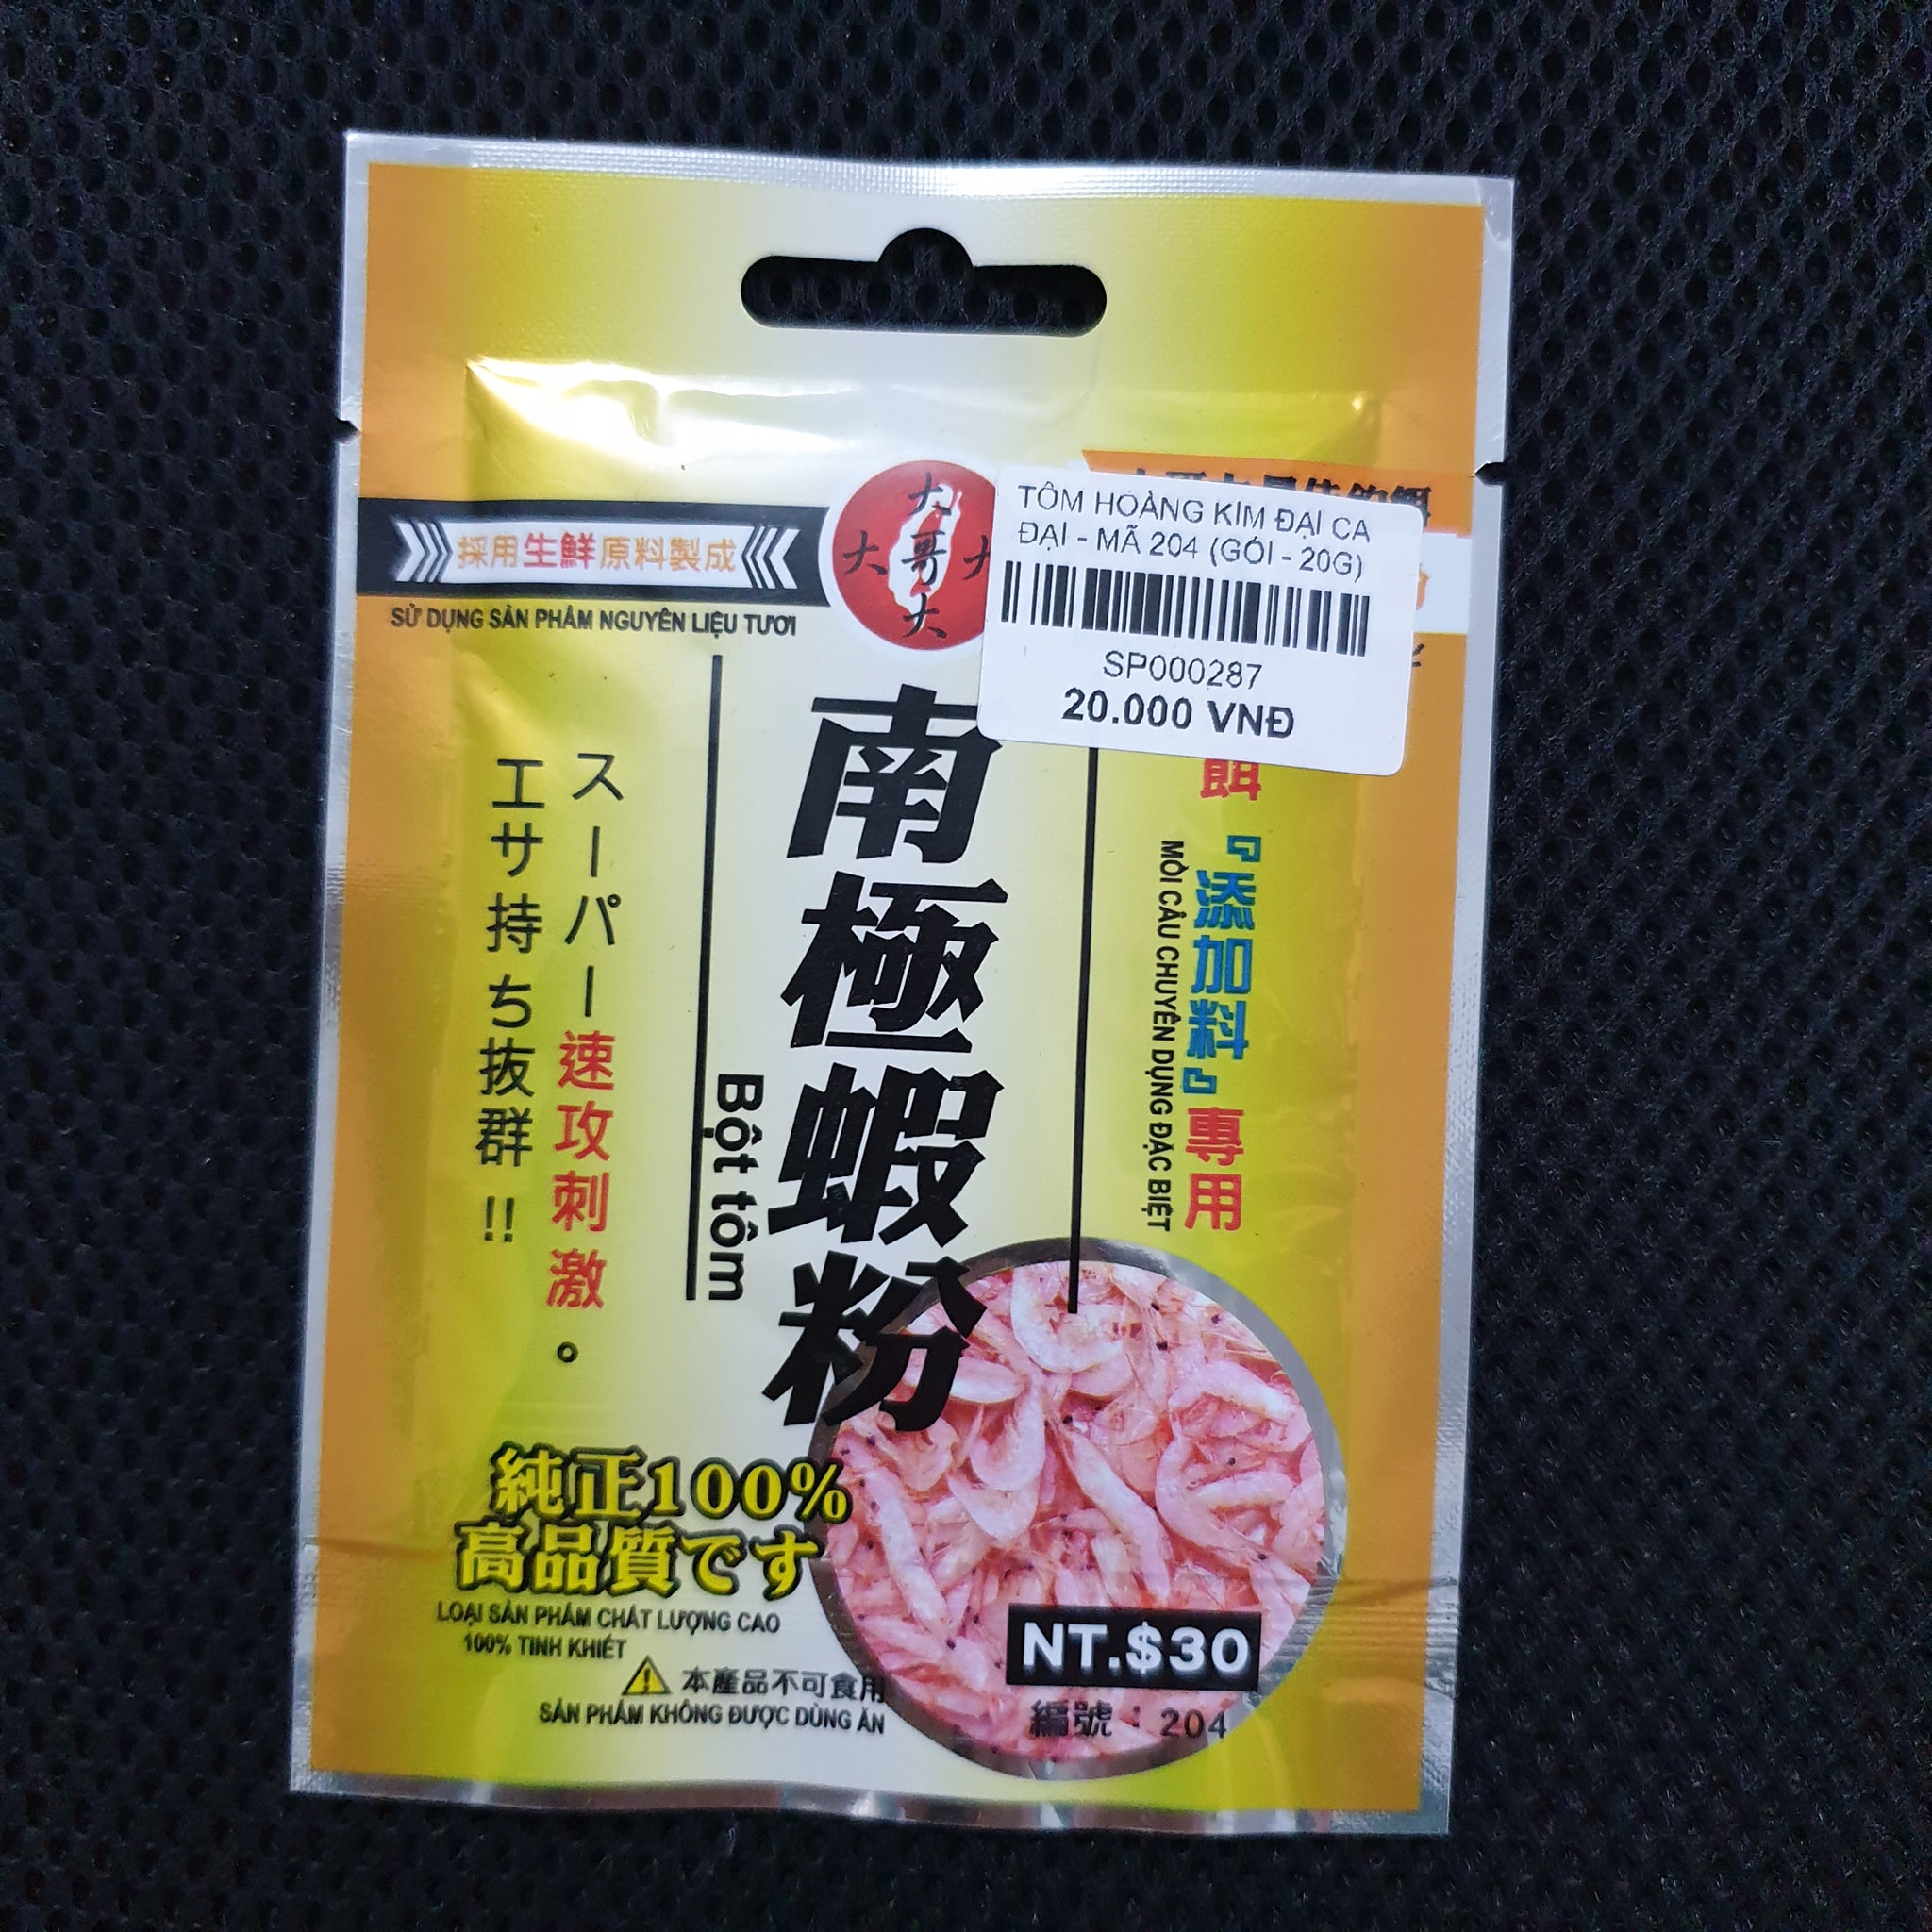 採用生鮮原料製成
SỬ DỤNG SẢN PHẨM NGUYÊN LIỆU TƯƠI
大
大哥大
大
TÔM HOÀNG KIM ĐẠI CA
ĐẠI - MÃ 204 (GÓI - 20G)
SP000287
20.000 VNĐ
餌『添加料』專用
MỒI CÂU CHUYÊN DỤNG ĐẶC BIỆT
南極蝦粉
Bột tôm
スーパー速攻刺激。
エサ持ち抜群!!
純正100%
高品質です
LOẠI SẢN PHẨM CHẤT LƯỢNG CAO
100% TINH KHIẾT
本產品不可食用
SẢN PHẨM KHÔNG ĐƯỢC DÙNG ĂN
NT.$30
編號：204